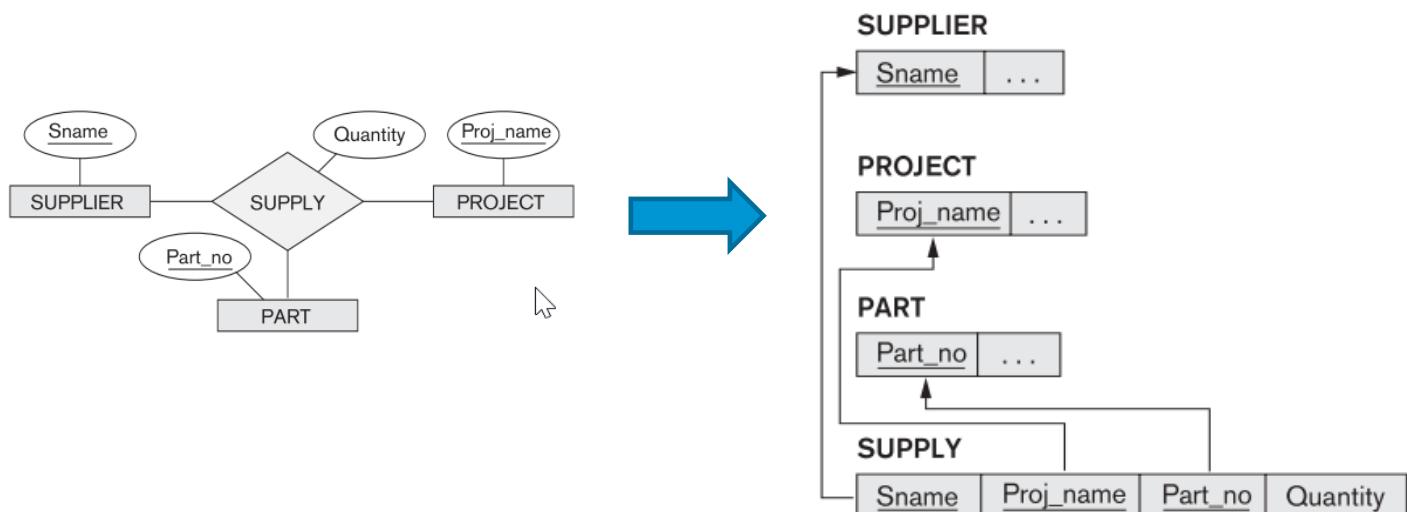 Sname
Quantity
Proj_name
SUPPLIER
SUPPLY
PROJECT
Part_no
PART
SUPPLIER
Sname ...
PROJECT
Proj_name ...
PART
Part_no ...
SUPPLY
Sname Proj_name Part_no Quantity